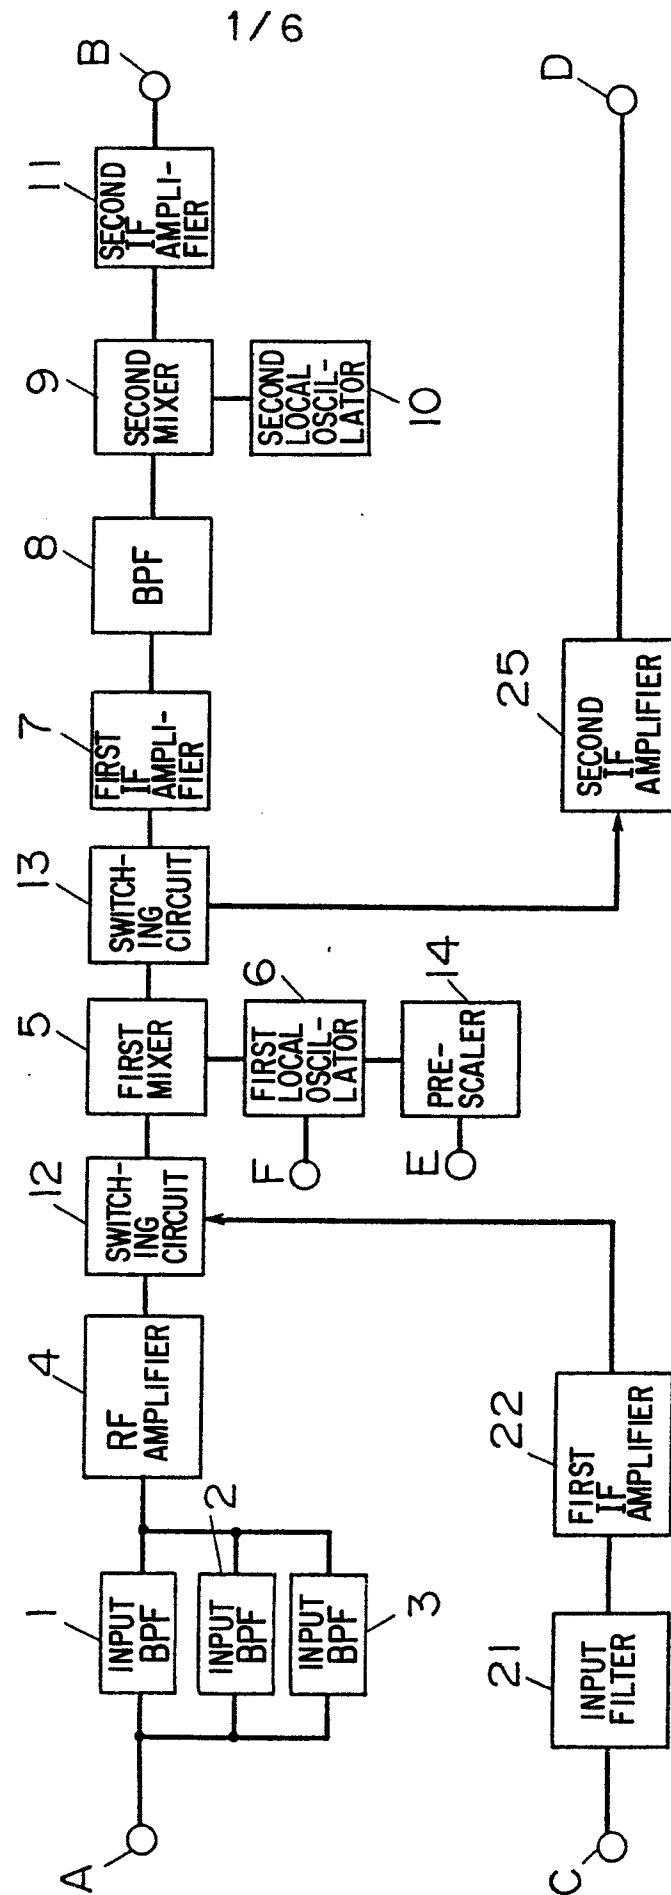 1/6
A
1
INPUT
BPF
2
INPUT
BPF
3
INPUT
BPF
4
RF
AMPLIFIER
12
SWITCH-
ING
CIRCUIT
5
FIRST
MIXER
13
SWITCH-
ING
CIRCUIT
7
FIRST
IF
AMPLI-
FIER
8
BPF
9
SECOND
MIXER
11
SECOND
IF
AMPLI-
FIER
B
F
6
FIRST
LOCAL
OSCIL-
LATOR
E
14
PRE-
SCALER
SECOND
LOCAL
OSCIL-
LATOR
10
C
21
INPUT
FILTER
22
FIRST
IF
AMPLIFIER
25
SECOND
IF
AMPLIFIER
D